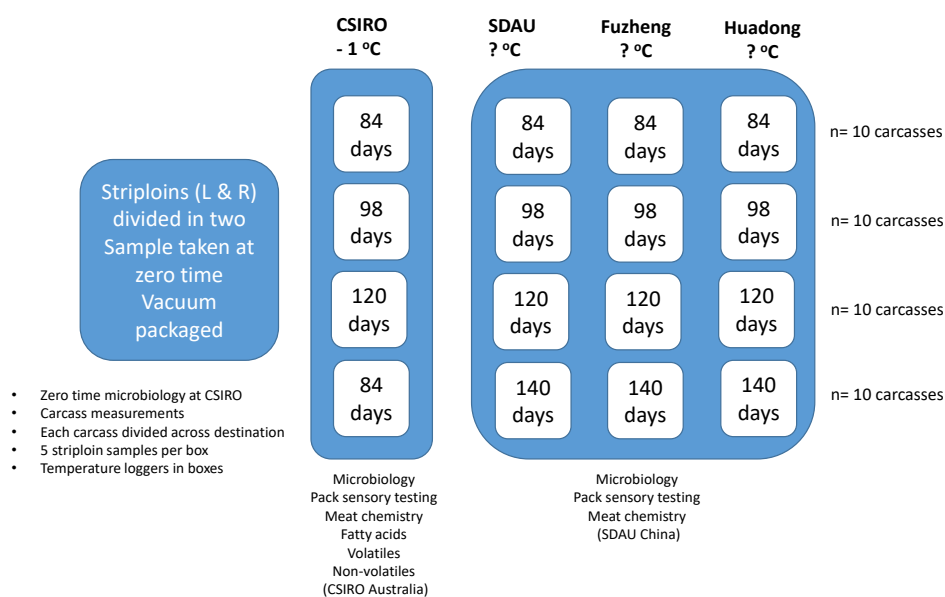 CSIRO
- 1 °C
SDAU
? °C
Fuzheng
? °C
Huadong
? °C
Striploins (L & R)
divided in two
Sample taken at
zero time
Vacuum
packaged
84
days
84
days
84
days
84
days
n= 10 carcasses
98
days
98
days
98
days
98
days
n= 10 carcasses
120
days
120
days
120
days
120
days
n= 10 carcasses
84
days
140
days
140
days
140
days
n= 10 carcasses
• Zero time microbiology at CSIRO
• Carcass measurements
• Each carcass divided across destination
• 5 striploin samples per box
• Temperature loggers in boxes
Microbiology
Pack sensory testing
Meat chemistry
Fatty acids
Volatiles
Non-volatiles
(CSIRO Australia)
Microbiology
Pack sensory testing
Meat chemistry
(SDAU China)